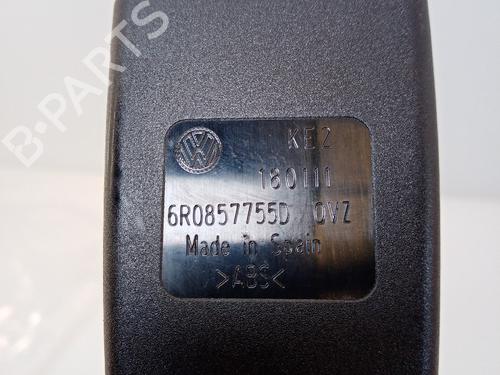 B-PARTS
KE2
180111
6R0857755D QVZ
Made in Spain
>ABS<